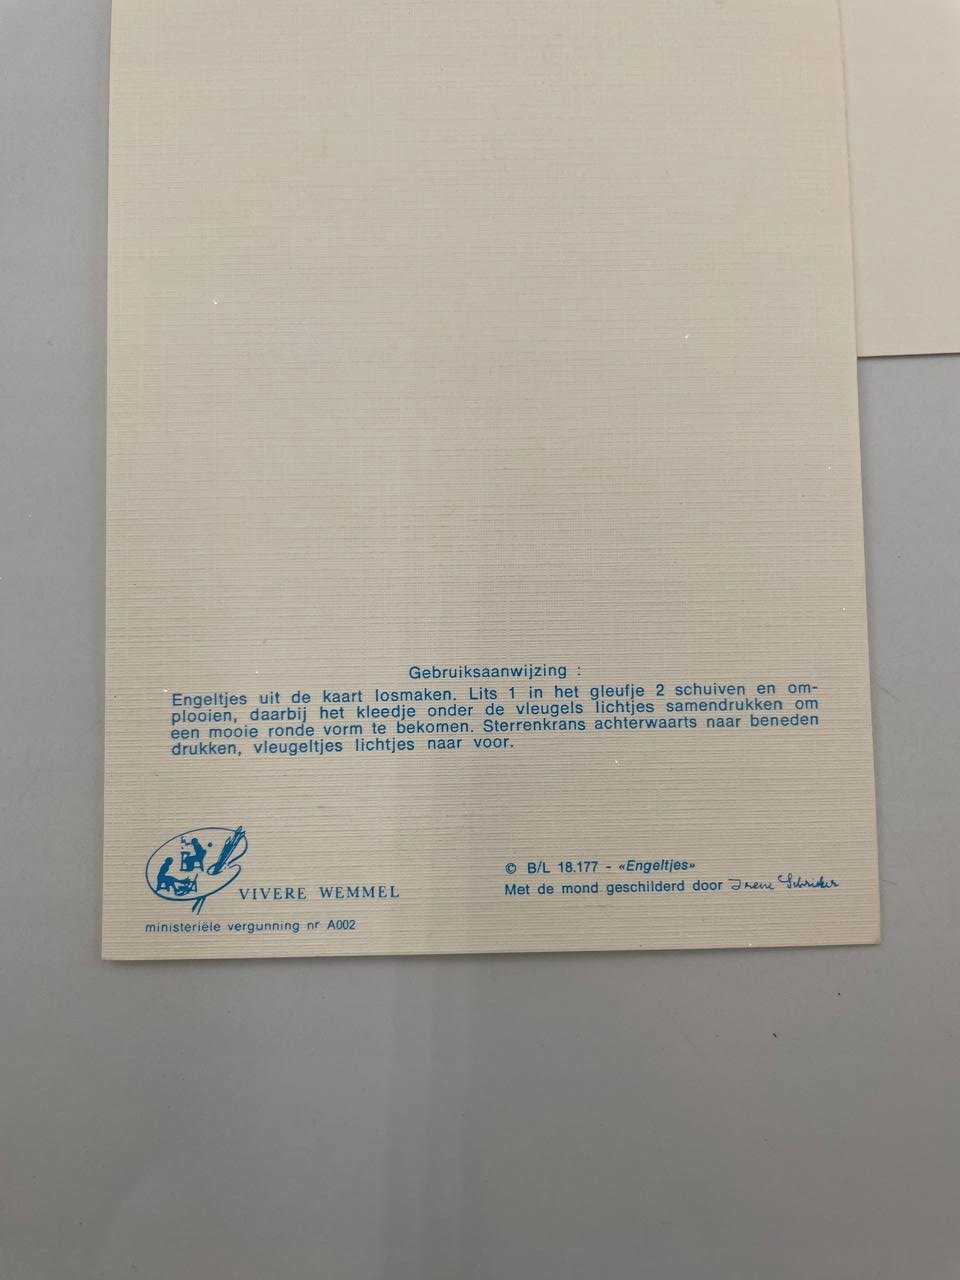 Gebruiksaanwijzing :
Engeltjes uit de kaart losmaken. Lits 1 in het gleufje 2 schuiven en om-
plooien, daarbij het kleedje onder de vleugels lichtjes samendrukken om
een mooie ronde vorm te bekomen. Sterrenkrans achterwaarts naar beneden
drukken, vleugeltjes lichtjes naar voor.
VIVERE WEMMEL
ministeriële vergunning nr A002
© B/L 18.177 - «Engeltjes»
Met de mond geschilderd door Irene Schricker